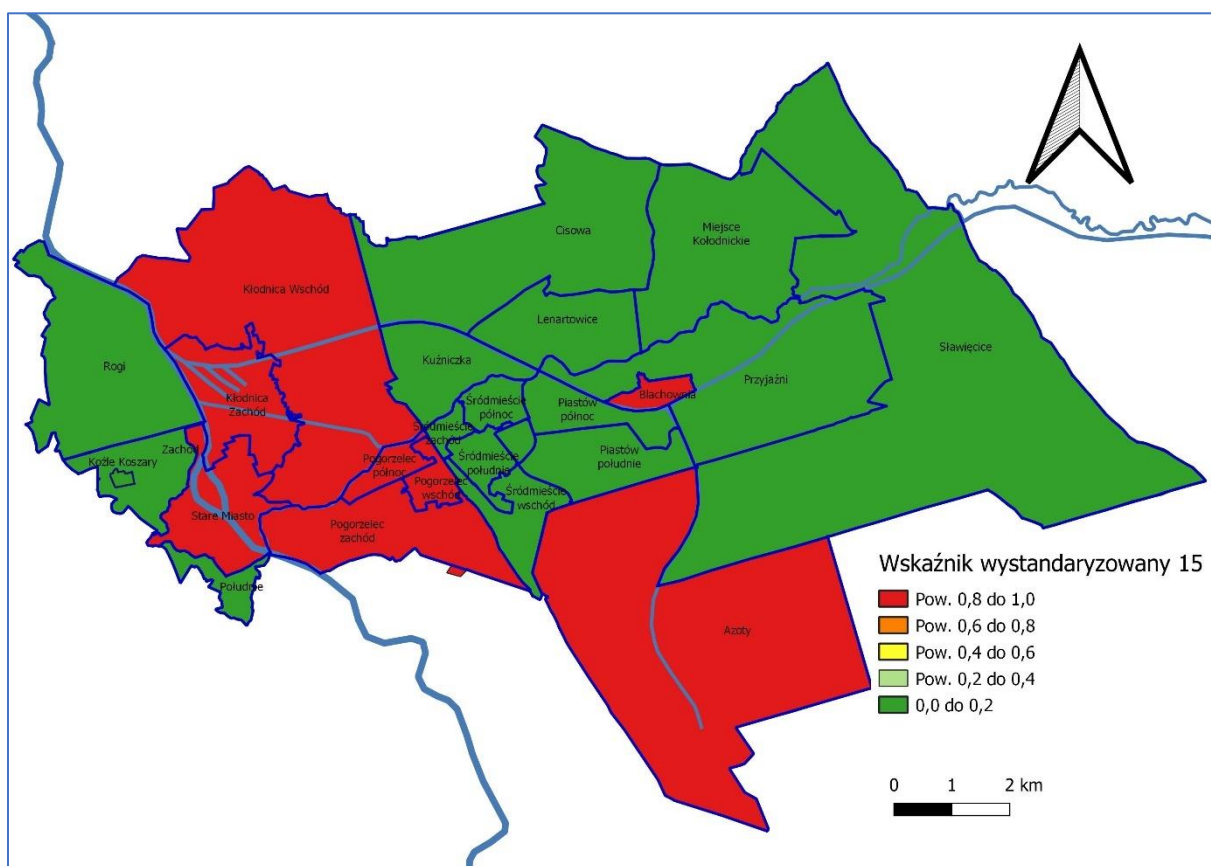 Cisowa
Miejsce
Kołodnickie
Kłodnica Wschód
Lenartowice
Sławięcice
Rogi
Kuźniczka
Przyjaźni
Blachownia
Kłodnica
Zachód
Śródmieście
północ
Piastów
północ
Śródmieście
zachód
Zachód
Piastów
południe
Koźle Koszary
Pogorzelec
północ
Śródmieście
południe
Pogorzelec
wschód
Śródmieście
wschód
Stare Miasto
Pogorzelec
zachód
Południe
Azoty
Wskaźnik wystandaryzowany 15
Pow. 0,8 do 1,0
Pow. 0,6 do 0,8
Pow. 0,4 do 0,6
Pow. 0,2 do 0,4
0,0 do 0,2
0 1 2 km